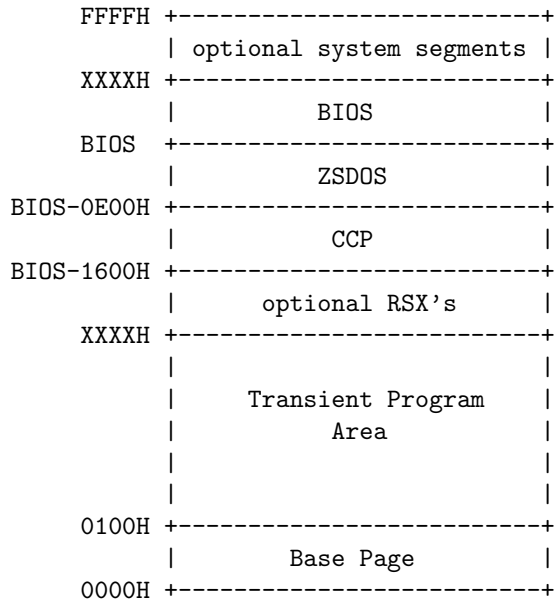 FFFFH +---------------------------+
| optional system segments |
XXXXH +---------------------------+
| BIOS |
BIOS +---------------------------+
| ZSDOS |
BIOS-0E00H +---------------------------+
| CCP |
BIOS-1600H +---------------------------+
| optional RSX's |
XXXXH +---------------------------+
| |
| Transient Program |
| Area |
| |
| |
0100H +---------------------------+
| Base Page |
0000H +---------------------------+